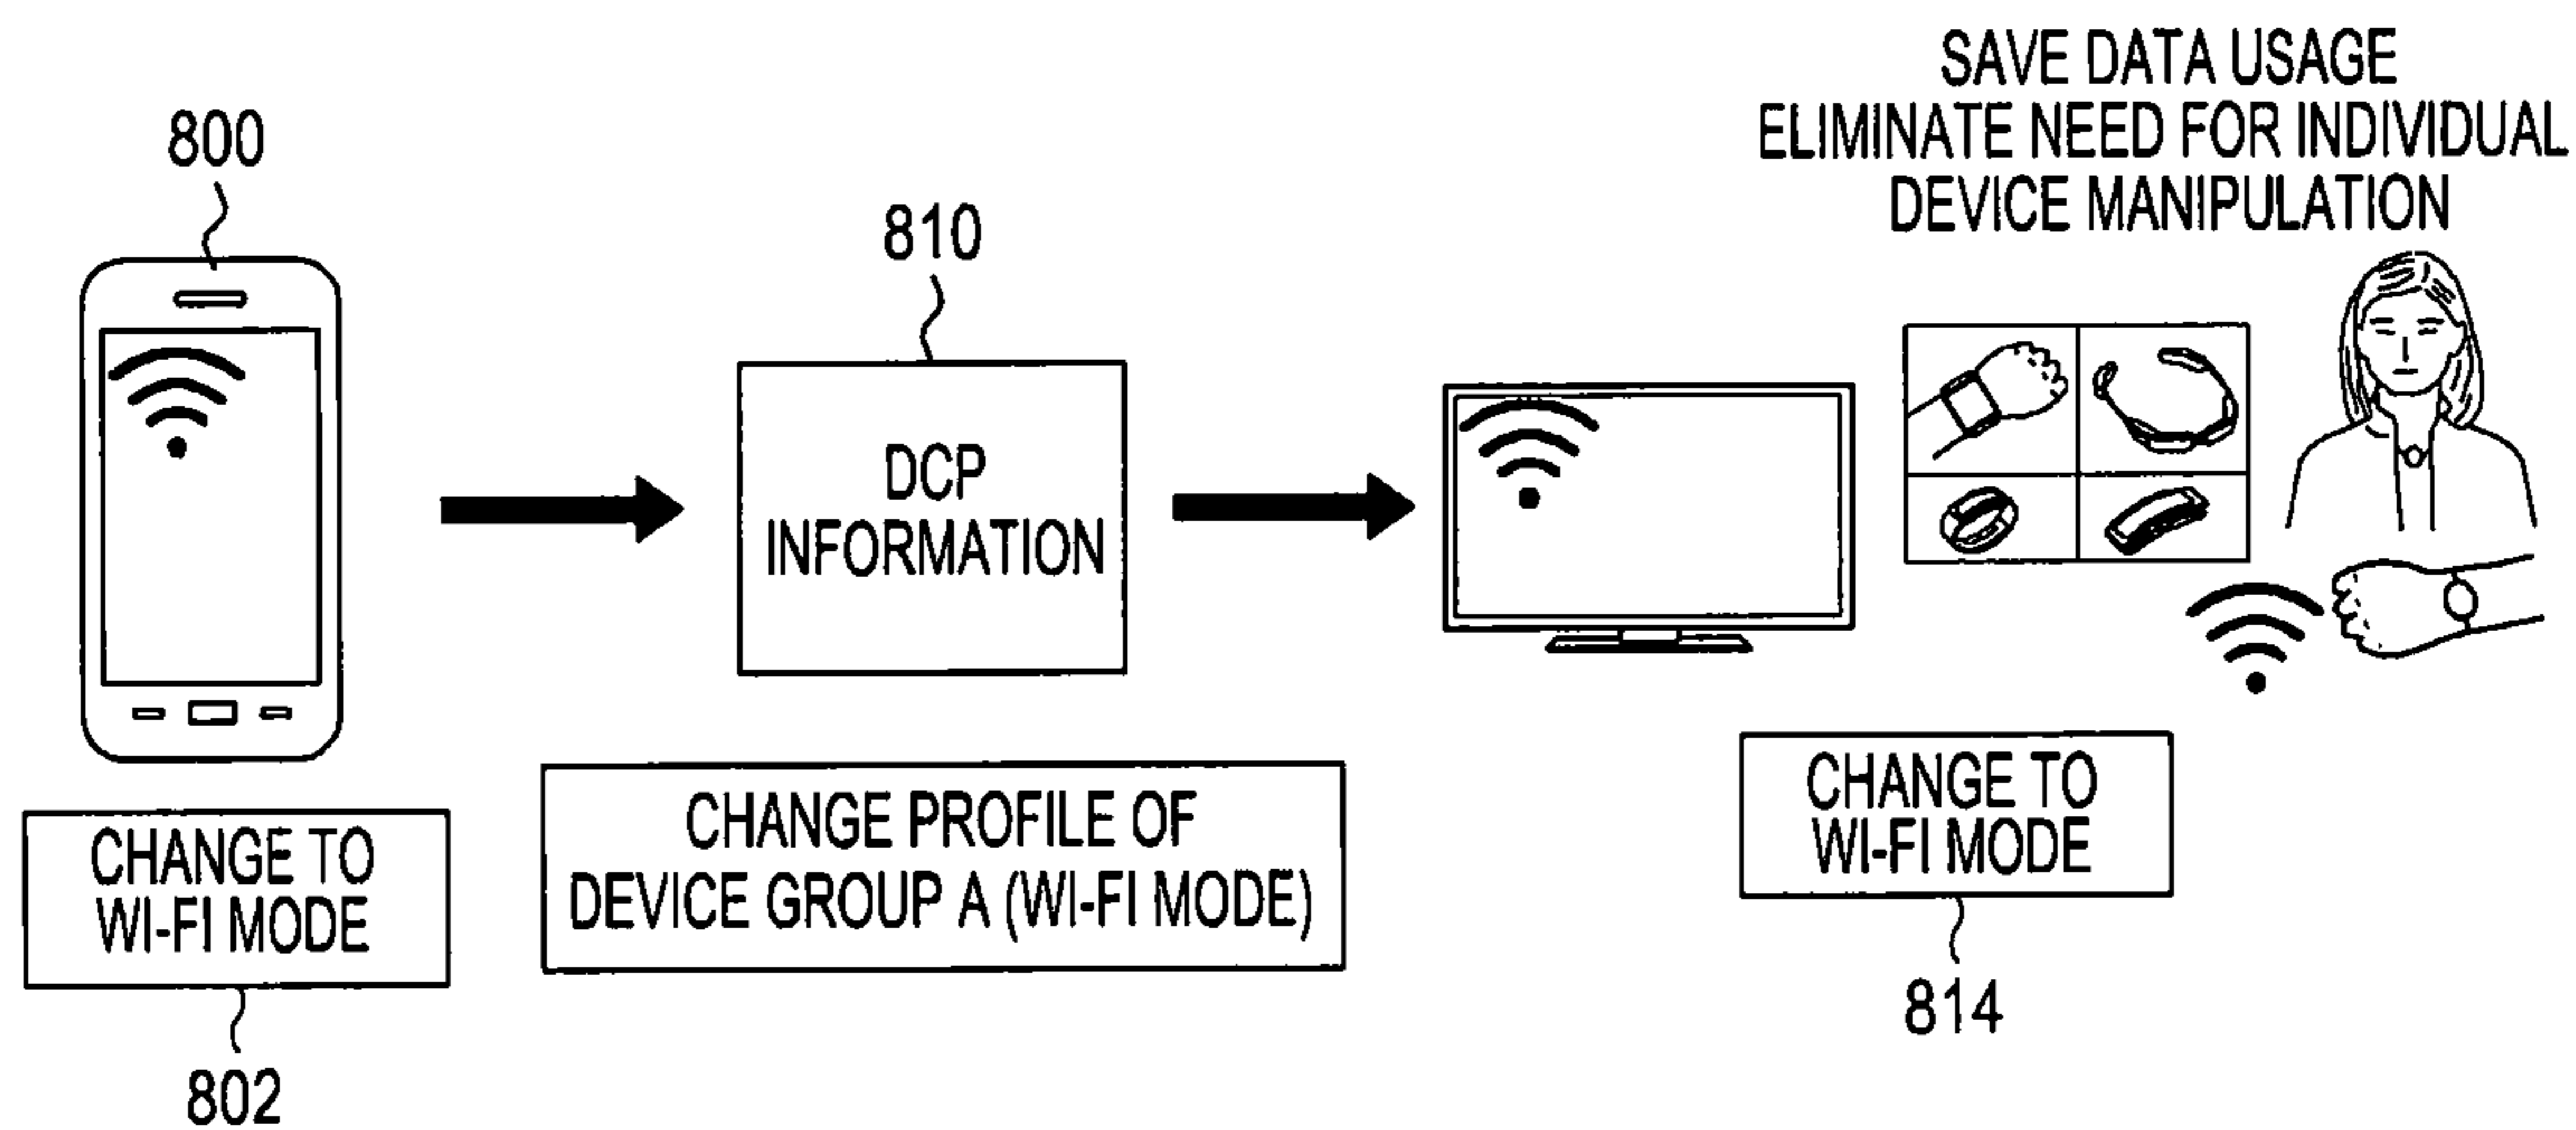 SAVE DATA USAGE
ELIMINATE NEED FOR INDIVIDUAL
DEVICE MANIPULATION
800
810
DCP
INFORMATION
CHANGE TO
WI-FI MODE
802
CHANGE PROFILE OF
DEVICE GROUP A (WI-FI MODE)
CHANGE TO
WI-FI MODE
814